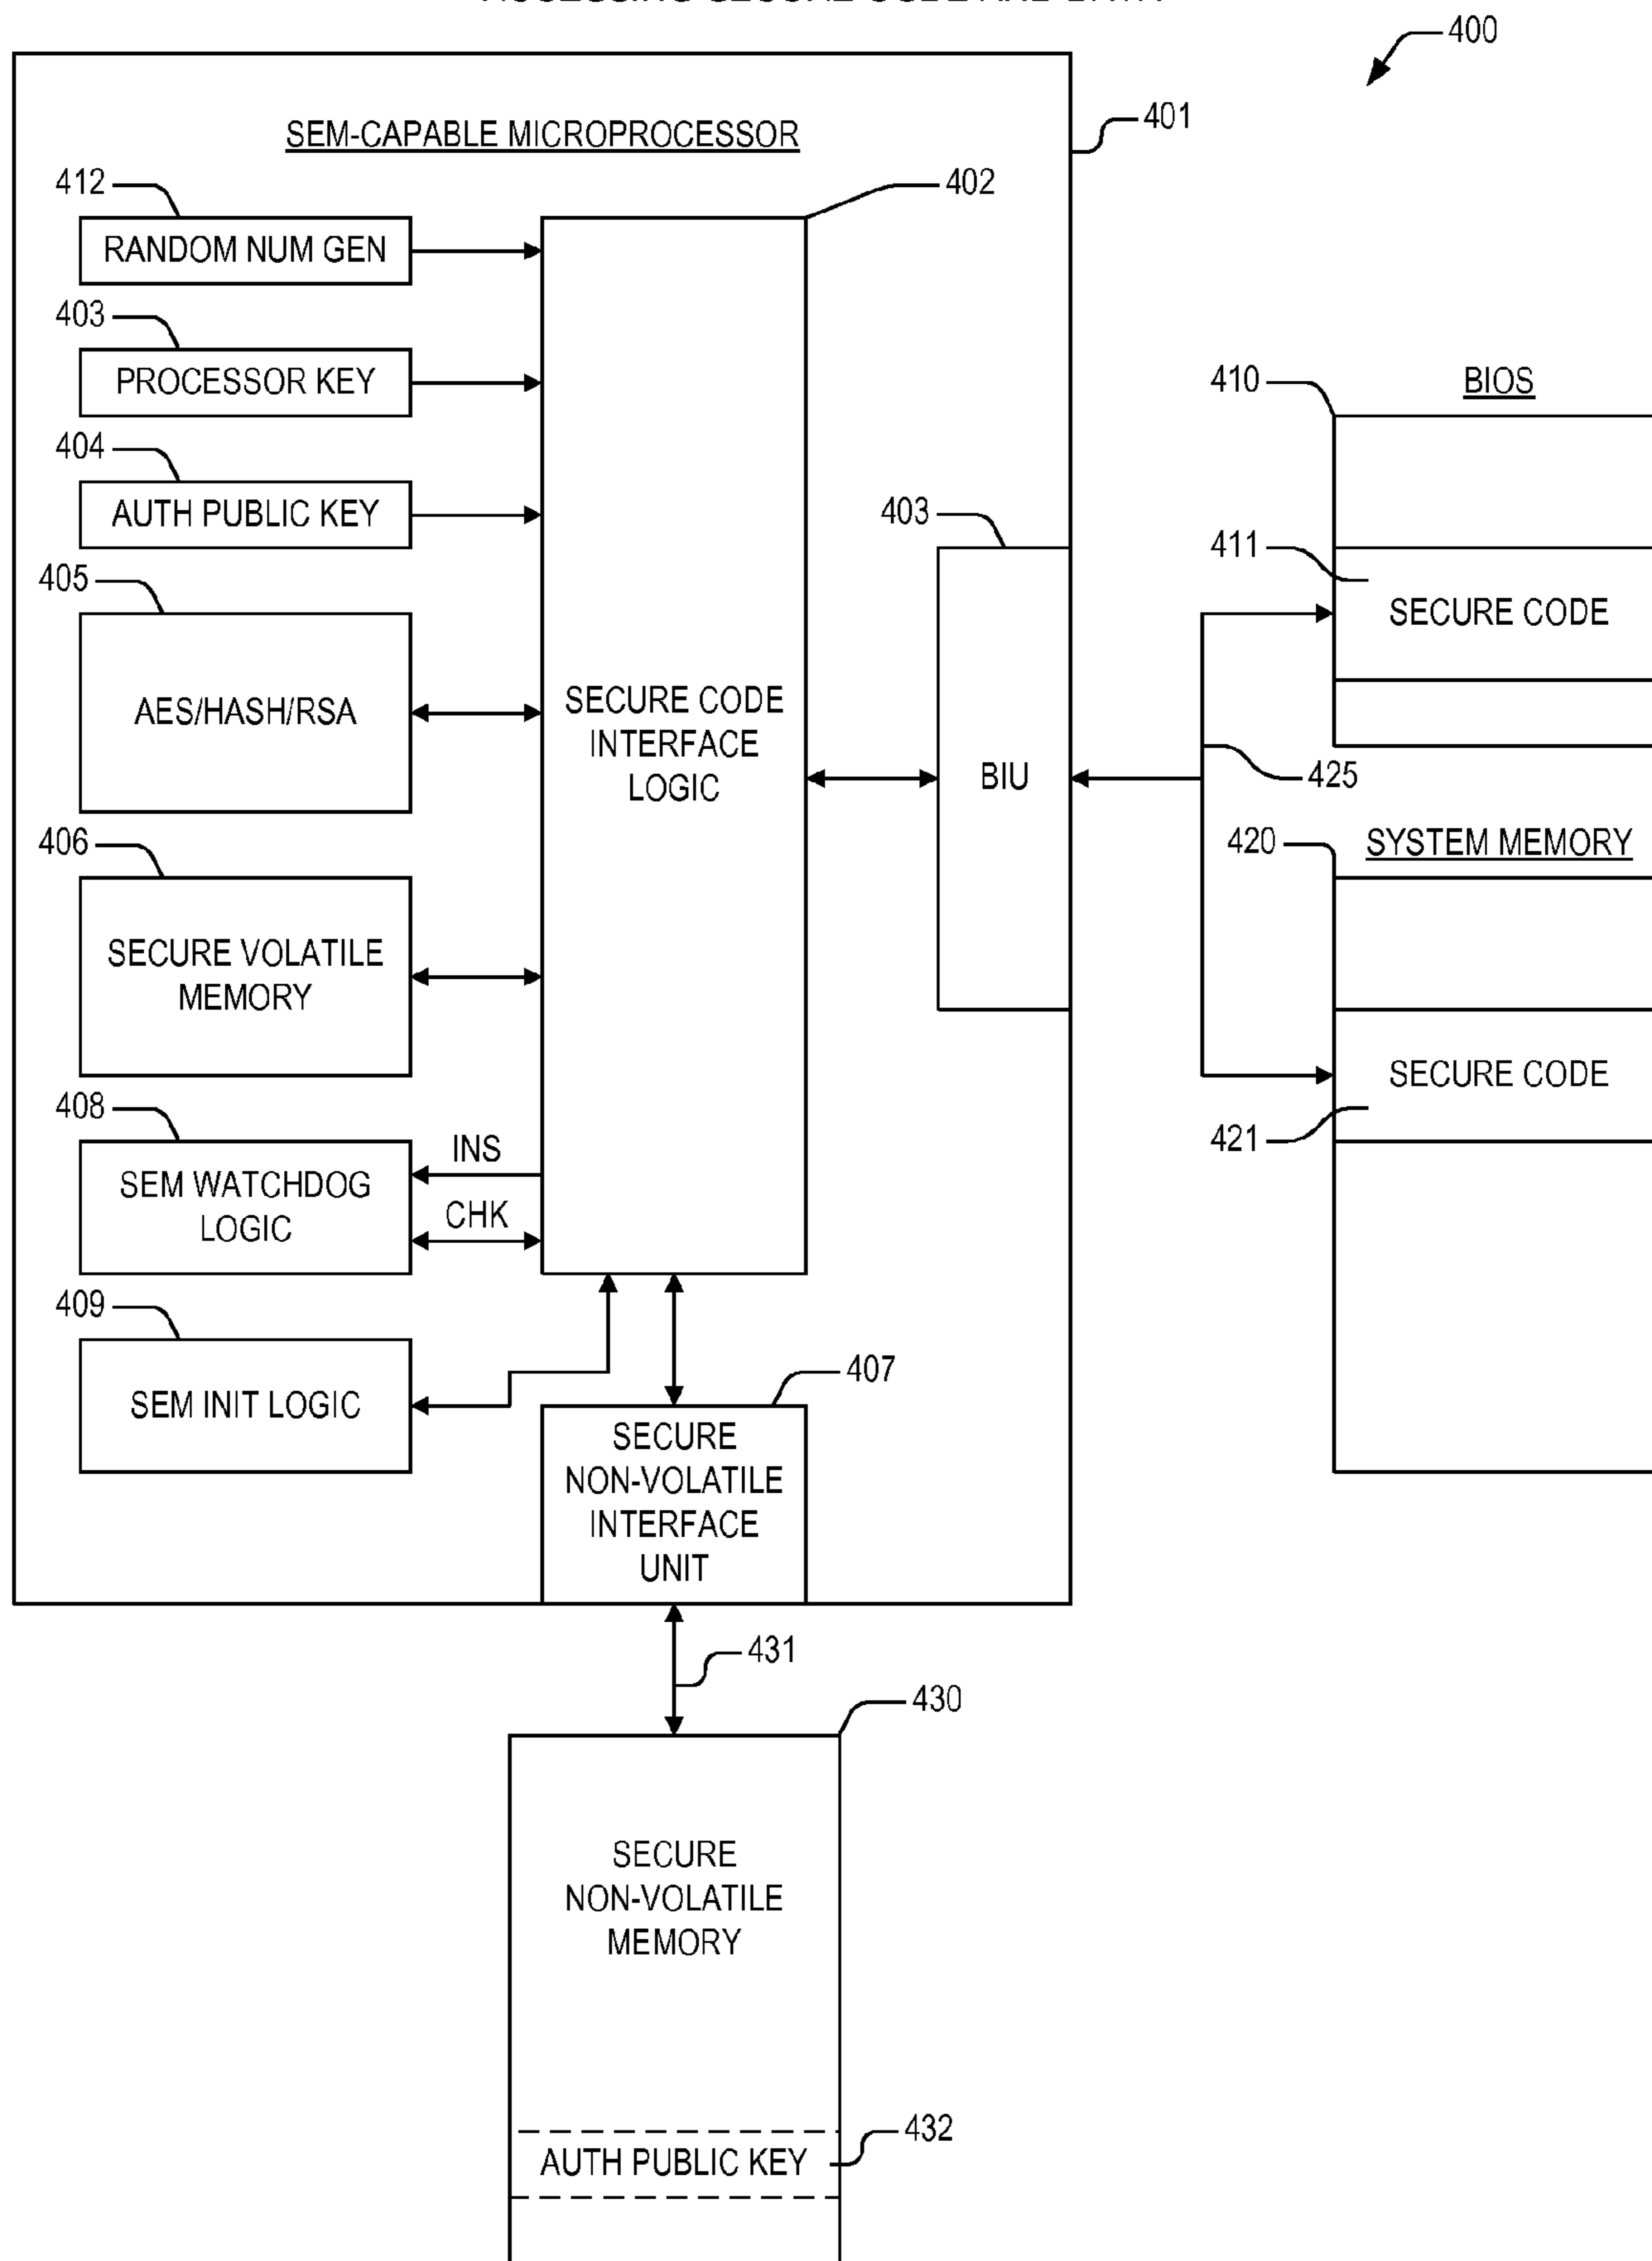 400
SEM-CAPABLE MICROPROCESSOR
401
412
402
RANDOM NUM GEN
403
PROCESSOR KEY
410
BIOS
404
AUTH PUBLIC KEY
403
411
SECURE CODE
405
AES/HASH/RSA
SECURE CODE
INTERFACE
LOGIC
BIU
425
406
SECURE VOLATILE
MEMORY
420
SYSTEM MEMORY
SECURE CODE
421
408
SEM WATCHDOG
LOGIC
INS
CHK
409
SEM INIT LOGIC
407
SECURE
NON-VOLATILE
INTERFACE
UNIT
431
430
SECURE
NON-VOLATILE
MEMORY
432
AUTH PUBLIC KEY